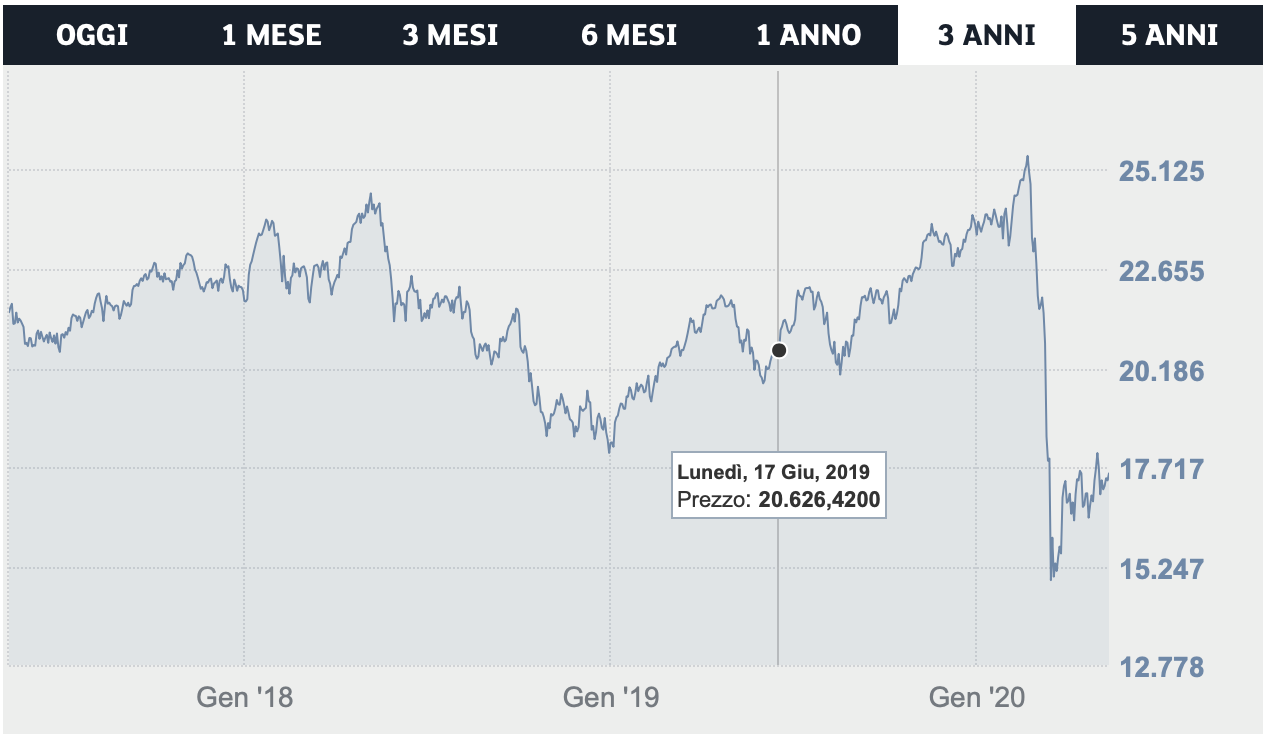 OGGI 1 MESE 3 MESI 6 MESI 1 ANNO 3 ANNI 5 ANNI
25.125
22.655
20.186
17.717
Lunedì, 17 Giu, 2019
Prezzo: 20.626,4200
15.247
12.778
Gen '18 Gen '19 Gen '20